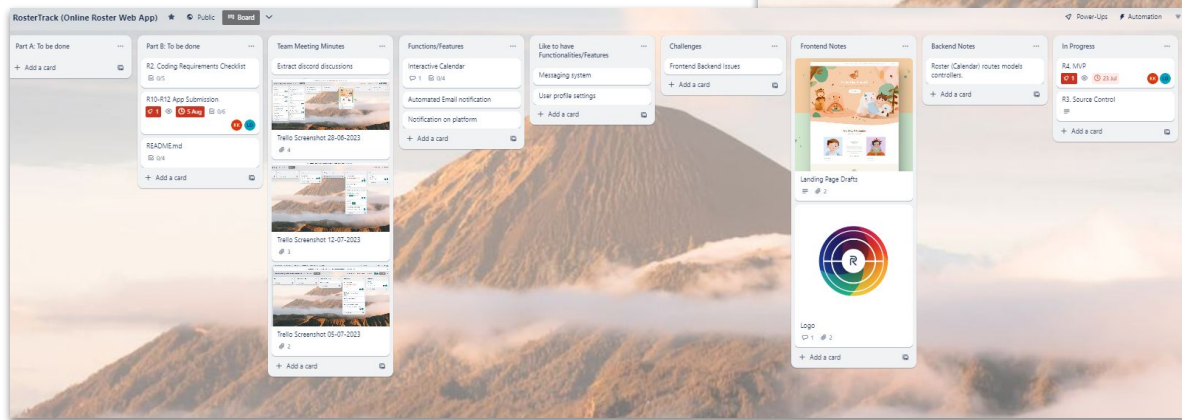 RosterTrack (Online Roster Web App)
Public
Board
Power-Ups
Automation
Part A: To be done
+ Add a card
Part B: To be done
R2. Coding Requirements Checklist
0/5
R10-R12 App Submission
1
5 Aug
0/6
KK
LO
README.md
0/4
+ Add a card
Team Meeting Minutes
Extract discord discussions
Trello Screenshot 28-06-2023
4
Trello Screenshot 12-07-2023
3
Trello Screenshot 05-07-2023
2
+ Add a card
Functions/Features
Interactive Calendar
1
0/4
Automated Email notification
Notification on platform
+ Add a card
Like to have
Functionalities/Features
Messaging system
User profile settings
+ Add a card
Challenges
Frontend Backend Issues
+ Add a card
Frontend Notes
Landing Page Drafts
2
R
Logo
1
2
+ Add a card
Backend Notes
Roster (Calendar) routes models
controllers.
+ Add a card
In Progress
R4. MVP
1
23 Jul
R3. Source Control
+ Add a card